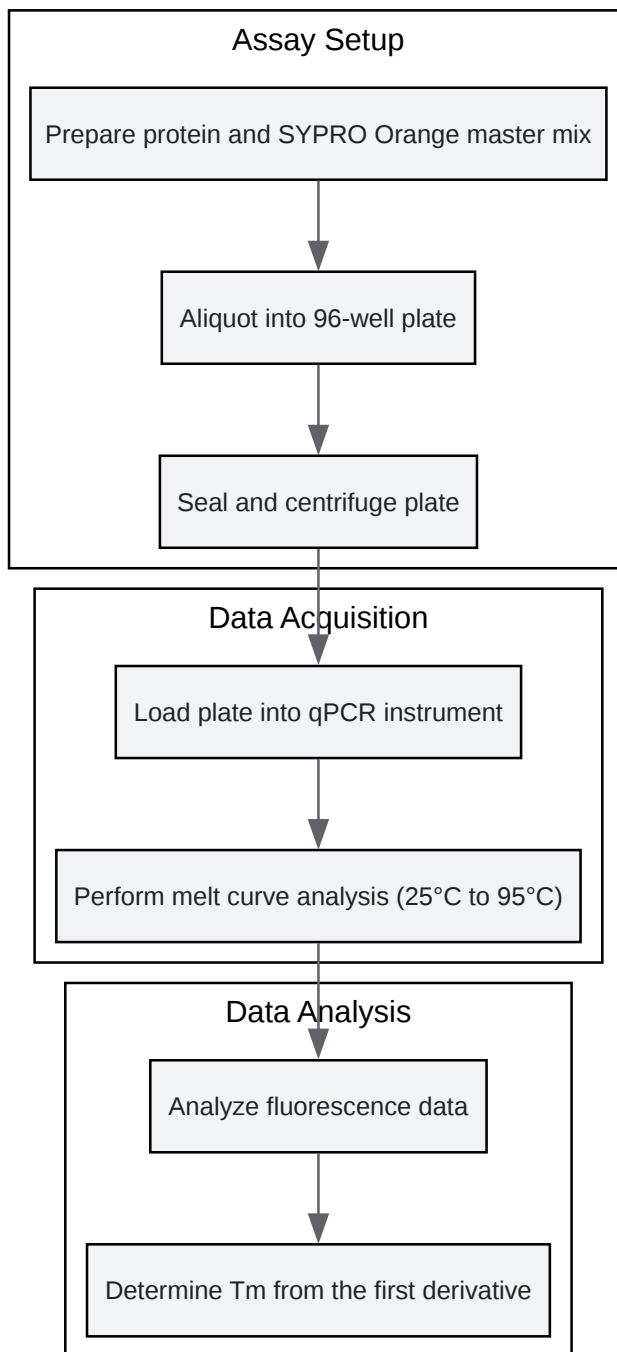 Assay Setup
Prepare protein and SYPRO Orange master mix
Aliquot into 96-well plate
Seal and centrifuge plate
Data Acquisition
Load plate into qPCR instrument
Perform melt curve analysis (25°C to 95°C)
Data Analysis
Analyze fluorescence data
Determine Tm from the first derivative